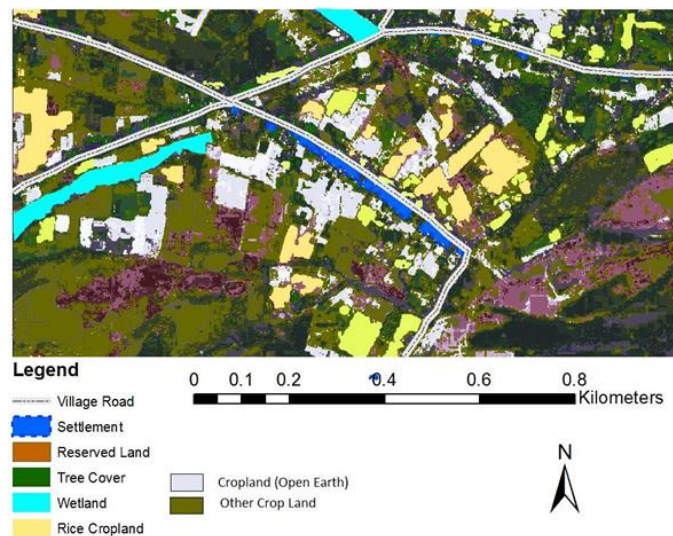 Legend
Village Road
Settlement
Reserved Land
Tree Cover
Wetland
Rice Cropland
Cropland (Open Earth)
Other Crop Land
0 0.1 0.2 0.4 0.6 0.8
Kilometers
N